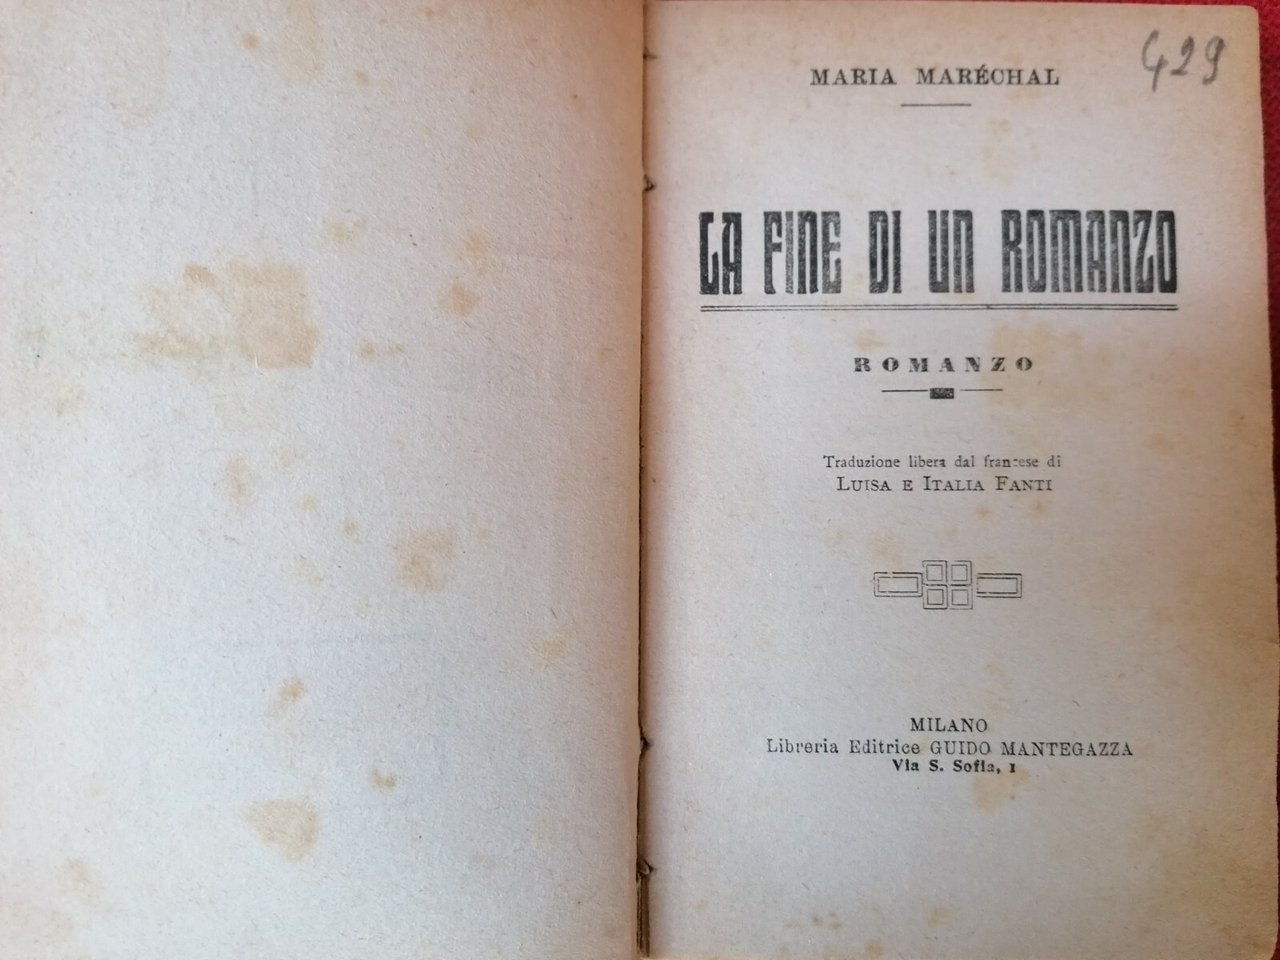 429
MARIA MARÉCHAL
LA FINE DI UN ROMANZO
ROMANZO
Traduzione libera dal francese di
LUISA E ITALIA FANTI
MILANO
Libreria Editrice GUIDO MANTEGAZZA
Via S. Sofia, 1